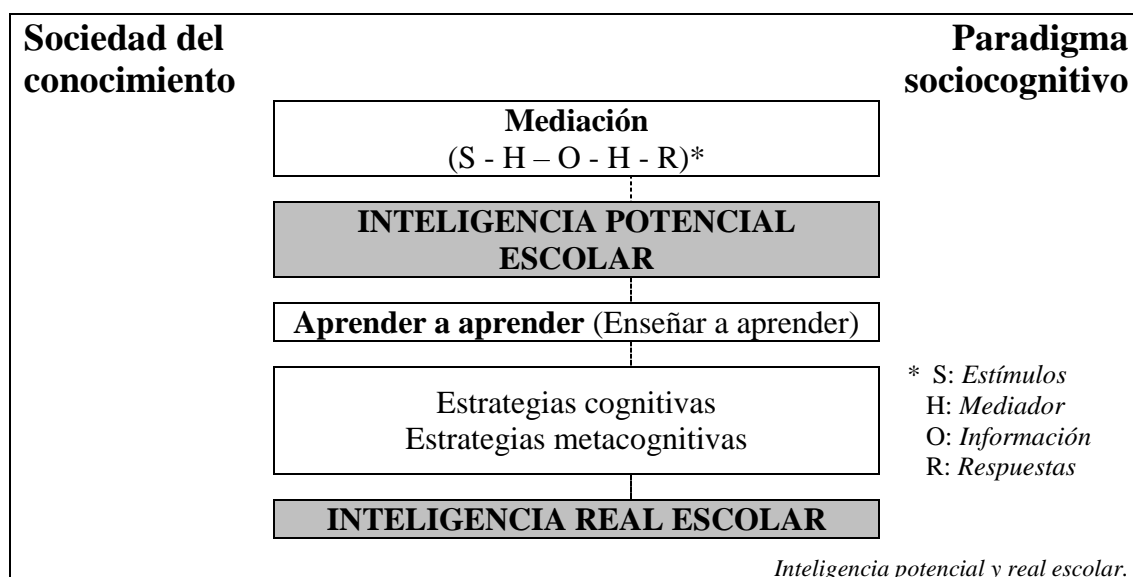 Sociedad del
conocimiento
Paradigma
sociocognitivo
Mediación
(S - H – O - H - R)*
INTELIGENCIA POTENCIAL
ESCOLAR
Aprender a aprender (Enseñar a aprender)
Estrategias cognitivas
Estrategias metacognitivas
* S: Estímulos
H: Mediador
O: Información
R: Respuestas
INTELIGENCIA REAL ESCOLAR
Inteligencia potencial y real escolar.